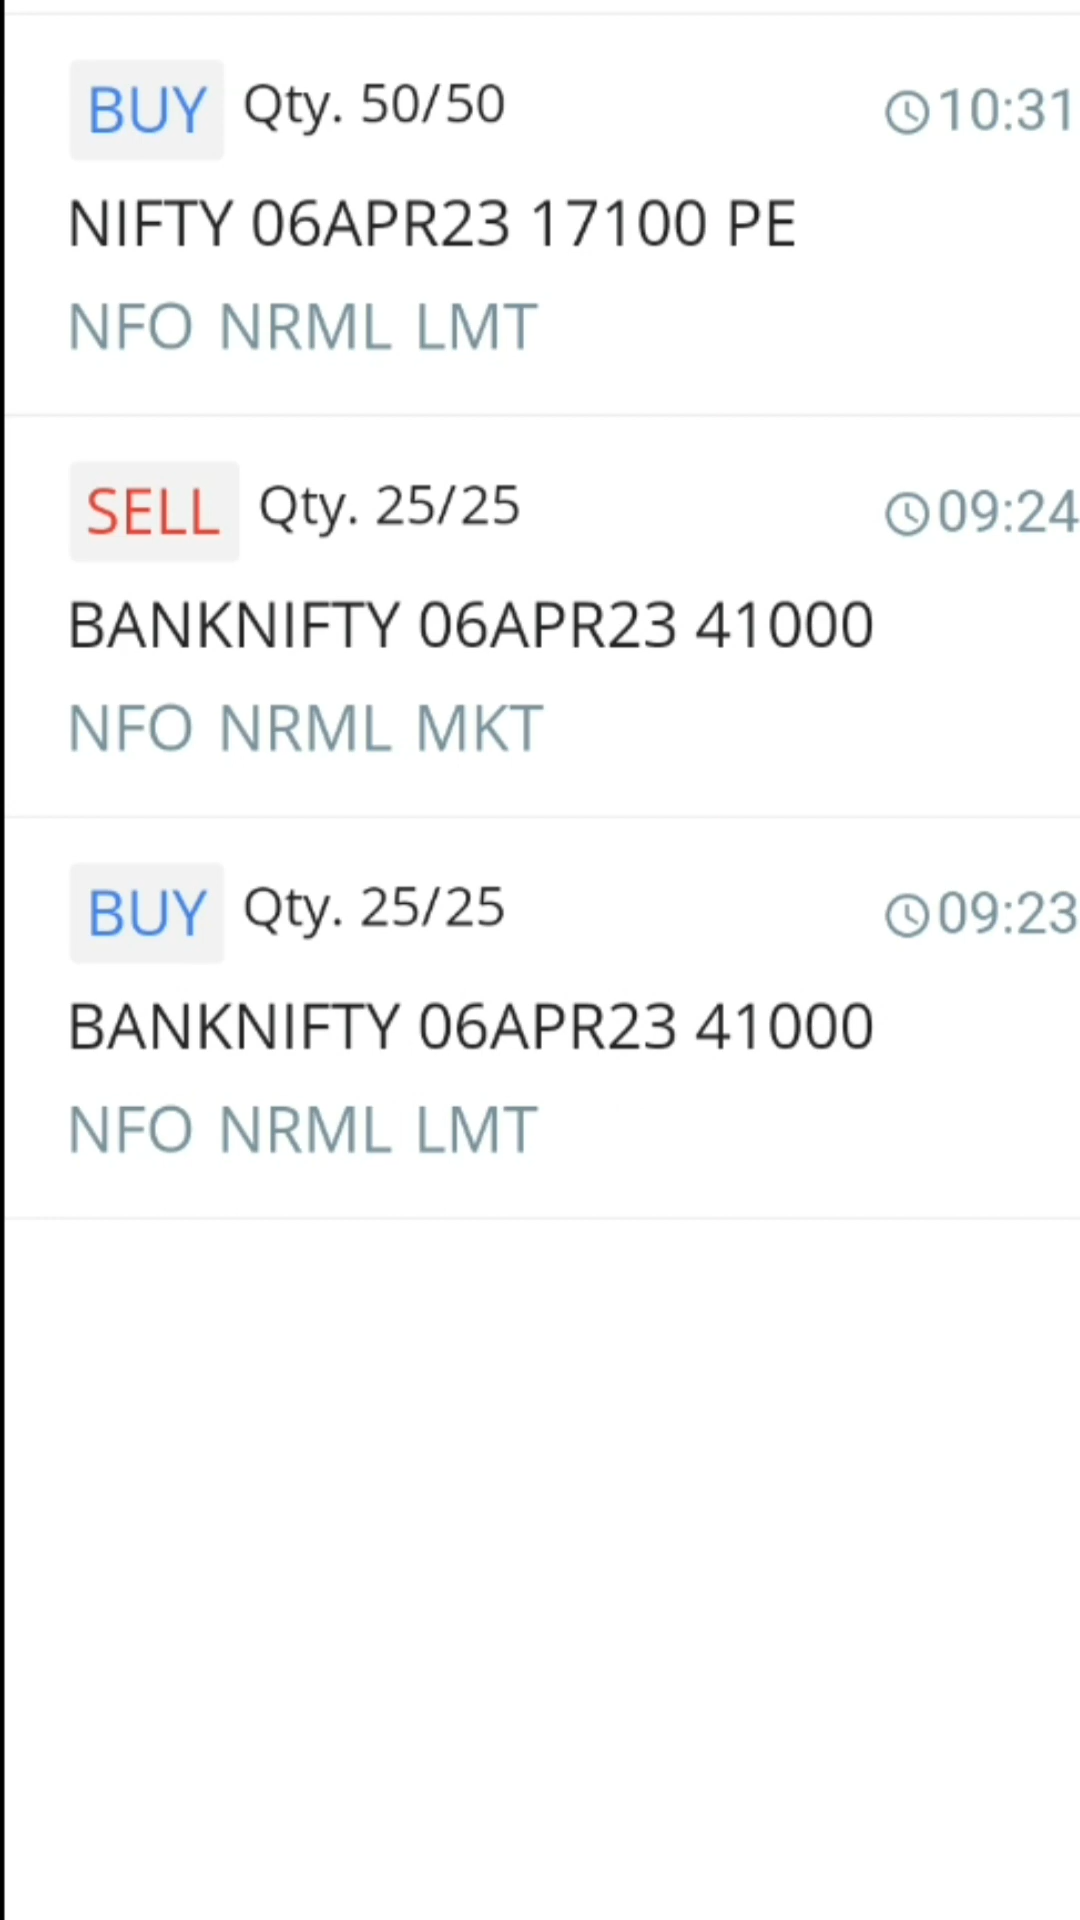 BUY Qty. 50/50 10:31
NIFTY 06APR23 17100 PE
NFO NRML LMT
SELL Qty. 25/25 09:24
BANKNIFTY 06APR23 41000
NFO NRML MKT
BUY Qty. 25/25 09:23
BANKNIFTY 06APR23 41000
NFO NRML LMT